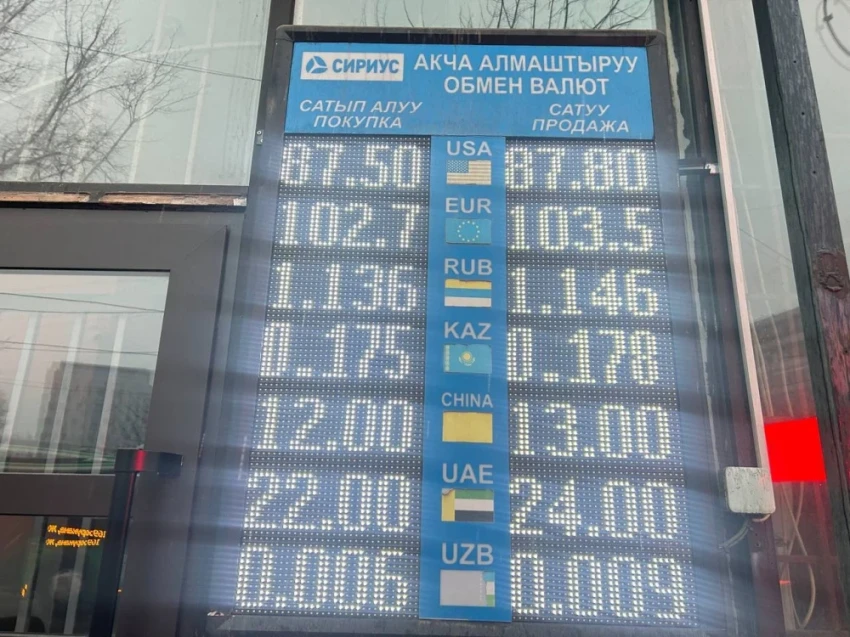 СИРИУС
АКЧА АЛМАШТЫРУУ
ОБМЕН ВАЛЮТ
САТЫП АЛУУ
ПОКУПКА
САТУУ
ПРОДАЖА
87.50 USA 87.80
102.7 EUR 103.5
1.136 RUB 1.146
0.175 KAZ 0.178
12.00 CHINA 13.00
22.00 UAE 24.00
0.006 UZB 0.009